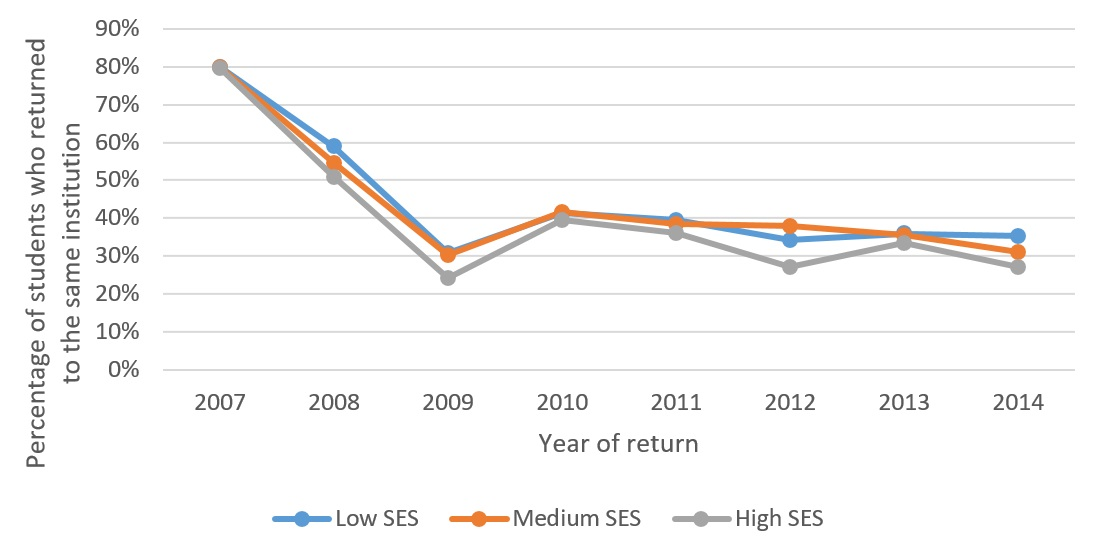 Percentage of students who returned
to the same institution
90%
80%
70%
60%
50%
40%
30%
20%
10%
0%
2007 2008 2009 2010 2011 2012 2013 2014
Year of return
Low SES Medium SES High SES